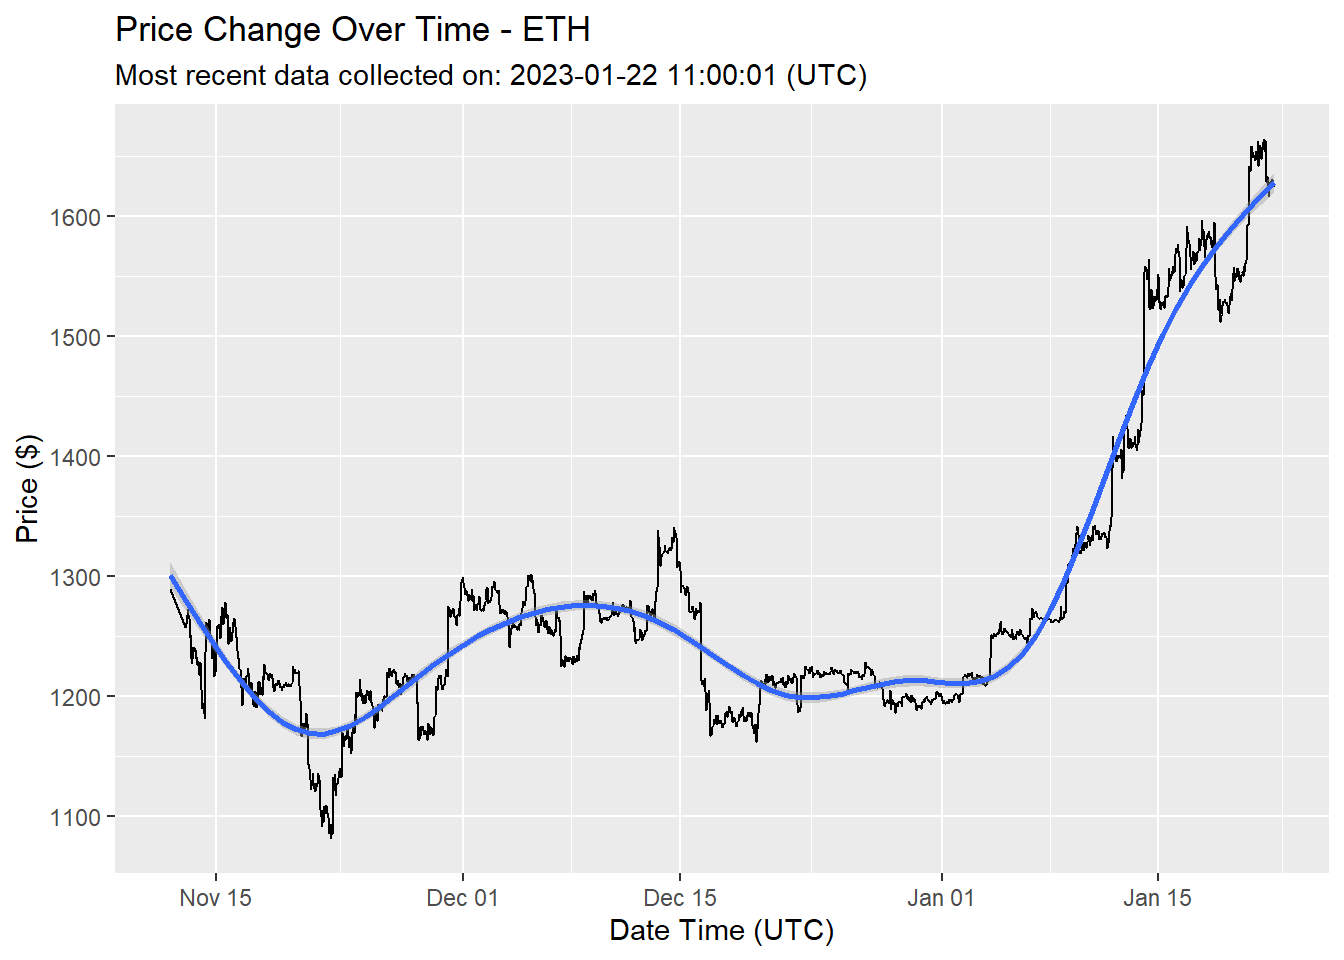 Price Change Over Time - ETH
Most recent data collected on: 2023-01-22 11:00:01 (UTC)
Price ($)
1600
1500
1400
1300
1200
1100
Nov 15
Dec 01
Dec 15
Jan 01
Jan 15
Date Time (UTC)